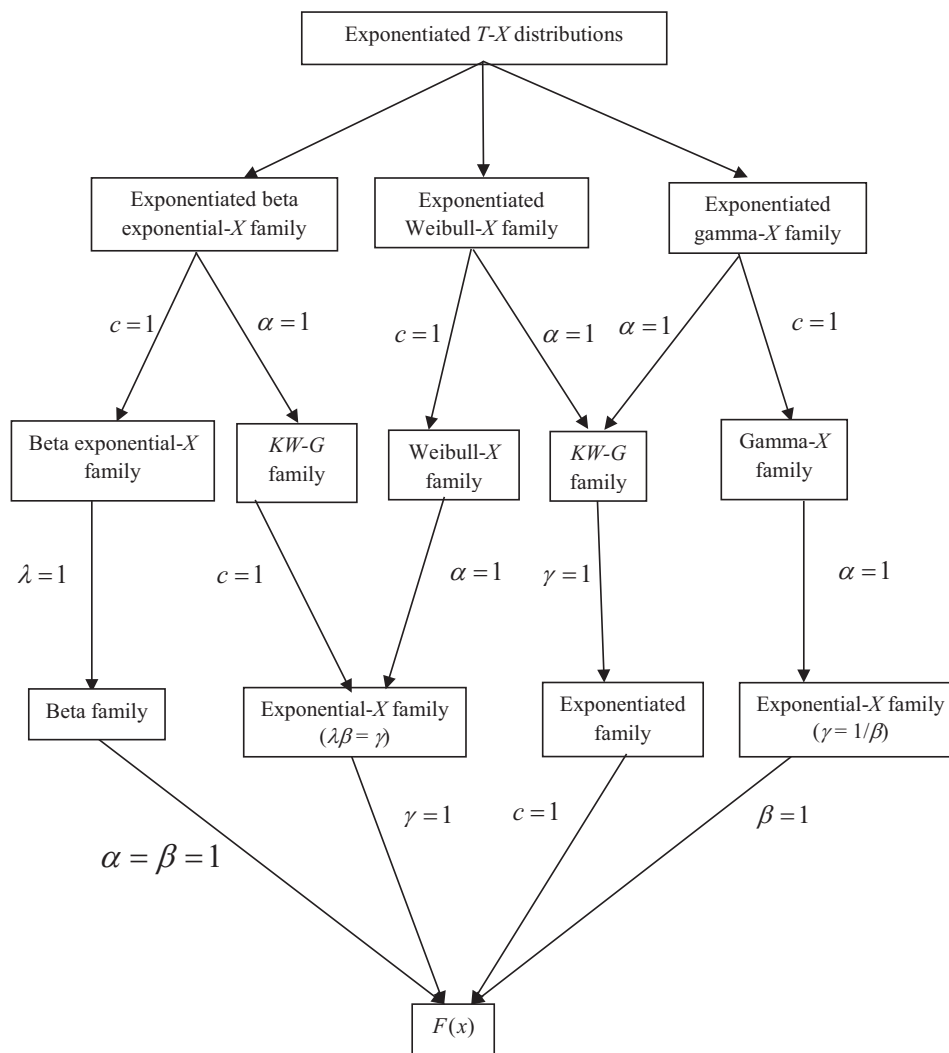 Exponentiated T-X distributions
Exponentiated beta
exponential-X family
Exponentiated
Weibull-X family
Exponentiated
gamma-X family
c = 1
α = 1
c = 1
α = 1
α = 1
c = 1
Beta exponential-X
family
KW-G
family
Weibull-X
family
KW-G
family
Gamma-X
family
λ = 1
c = 1
α = 1
γ = 1
α = 1
Beta family
Exponential-X family
(λβ = γ)
Exponentiated
family
Exponential-X family
(γ = 1/β)
α = β = 1
γ = 1
c = 1
β = 1
F(x)